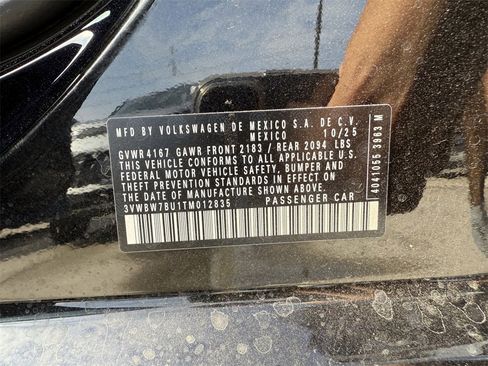 MFD BY VOLKSWAGEN DE MEXICO S.A. DE C.V.
MEXICO 10/25
GVWR 4167 GAWR FRONT 2183 / REAR 2094 LBS
THIS VEHICLE CONFORMS TO ALL APPLICABLE U.S.
FEDERAL MOTOR VEHICLE SAFETY, BUMPER AND
THEFT PREVENTION STANDARDS IN EFFECT ON
THE DATE OF MANUFACTURE SHOWN ABOVE.
3VWBW7BU1TM012835 PASSENGER CAR
4041055 3963 M